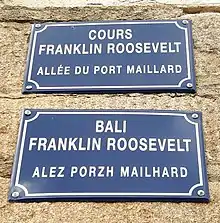 COURS
FRANKLIN ROOSEVELT
ALLÉE DU PORT MAILLARD
BALI
FRANKLIN ROOSEVELT
ALEZ PORZH MAILHARD